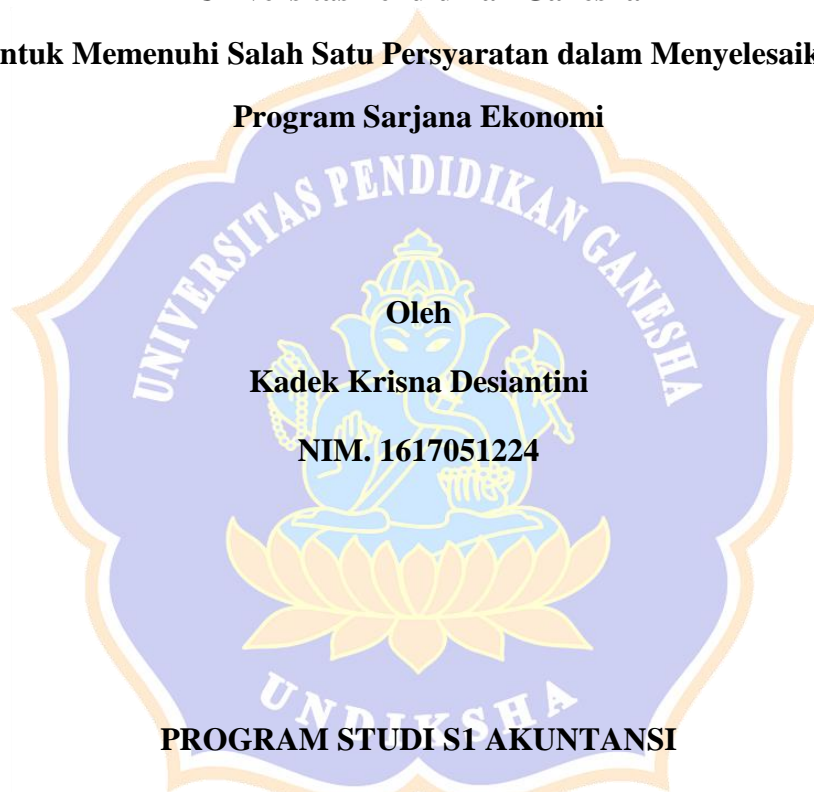 ntuk Memenuhi Salah Satu Persyaratan dalam Menyelesaik
Program Sarjana Ekonomi
UNIVERSITAS PENDIDIKAN GANESHA
Oleh
Kadek Krisna Desiantini
NIM. 1617051224
UNDIKSHA
PROGRAM STUDI S1 AKUNTANSI